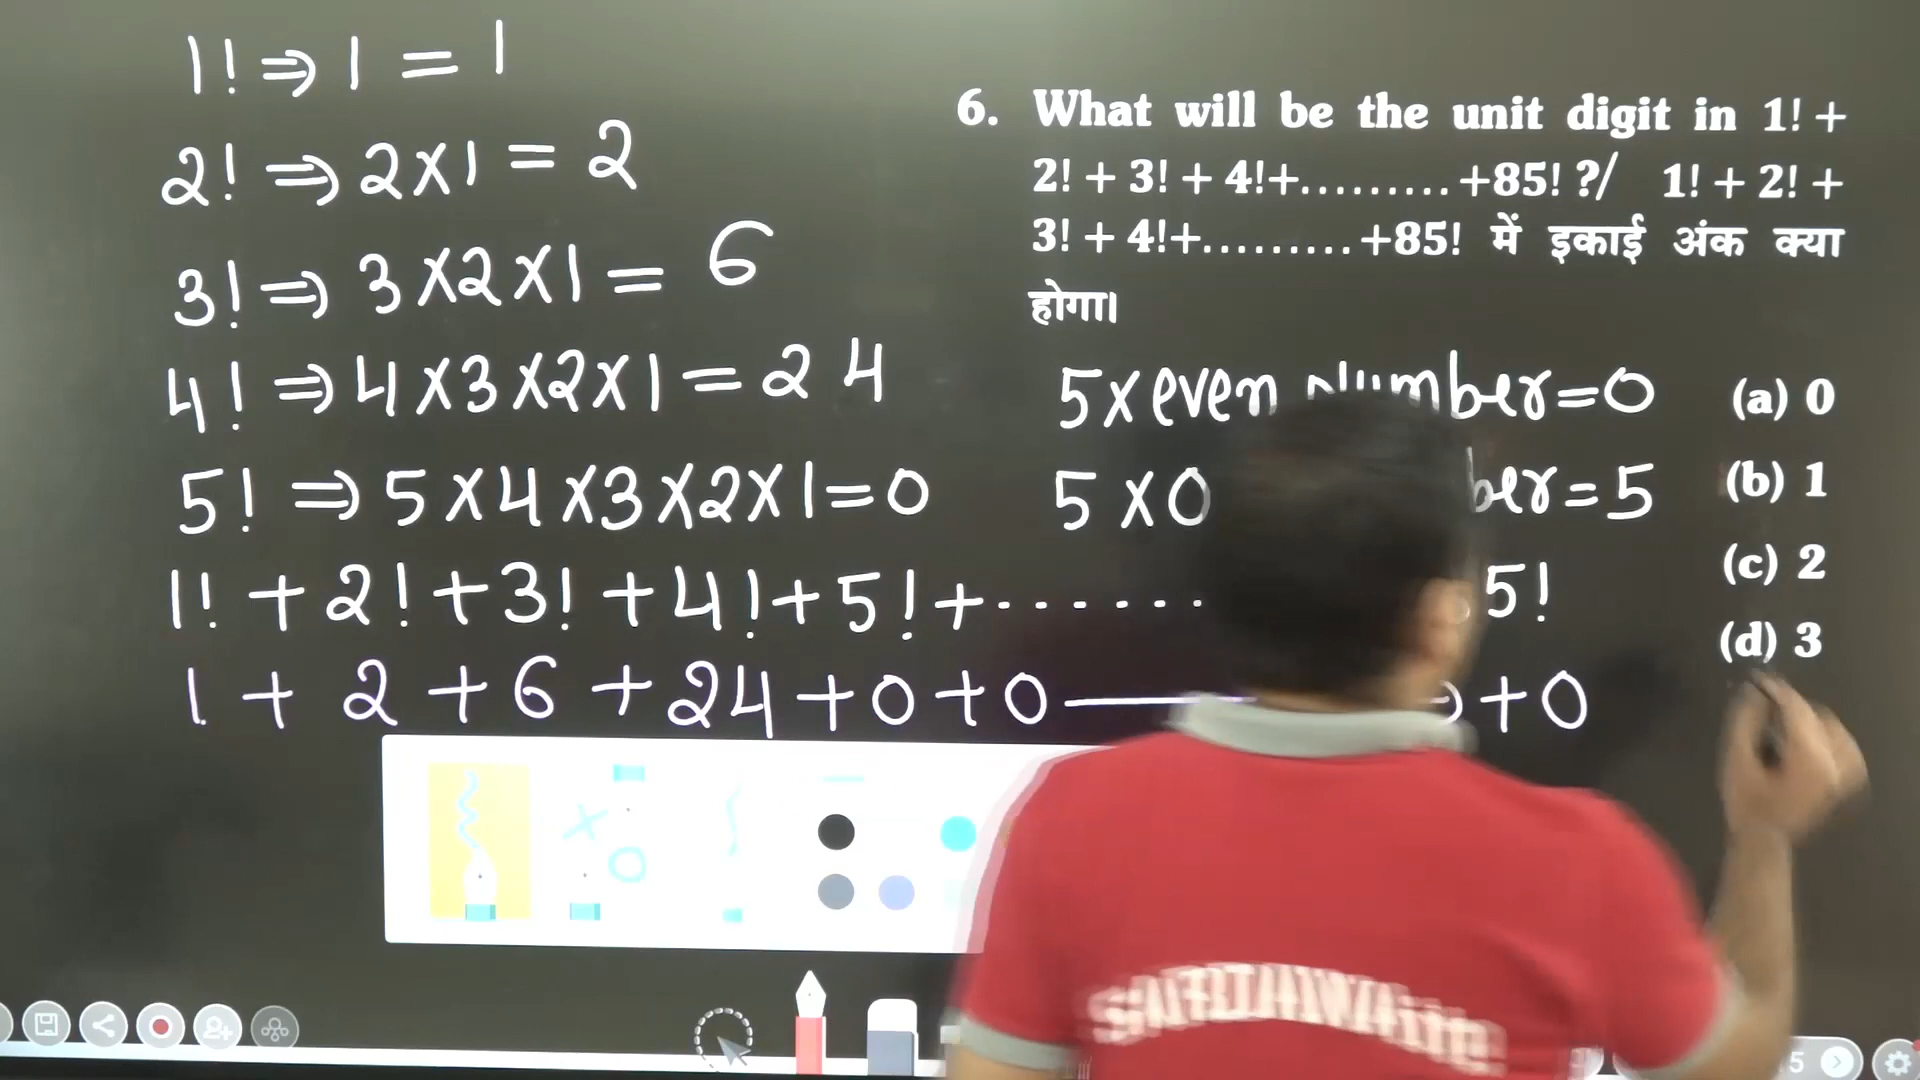 1! ⇒ 1 = 1
2! ⇒ 2×1 = 2
3! ⇒ 3×2×1 = 6
4! ⇒ 4×3×2×1 = 24
5! ⇒ 5×4×3×2×1=0
1! + 2! + 3! + 4! + 5! + ······ 5!
1 + 2 + 6 + 24 + 0 + 0 —— + 0
6. What will be the unit digit in 1! +
2! + 3! + 4!+.........+85! ?/ 1! + 2! +
3! + 4!+.........+85! में इकाई अंक क्या
होगा।
5×even number=0
5×0 ber=5
(a) 0
(b) 1
(c) 2
(d) 3
5